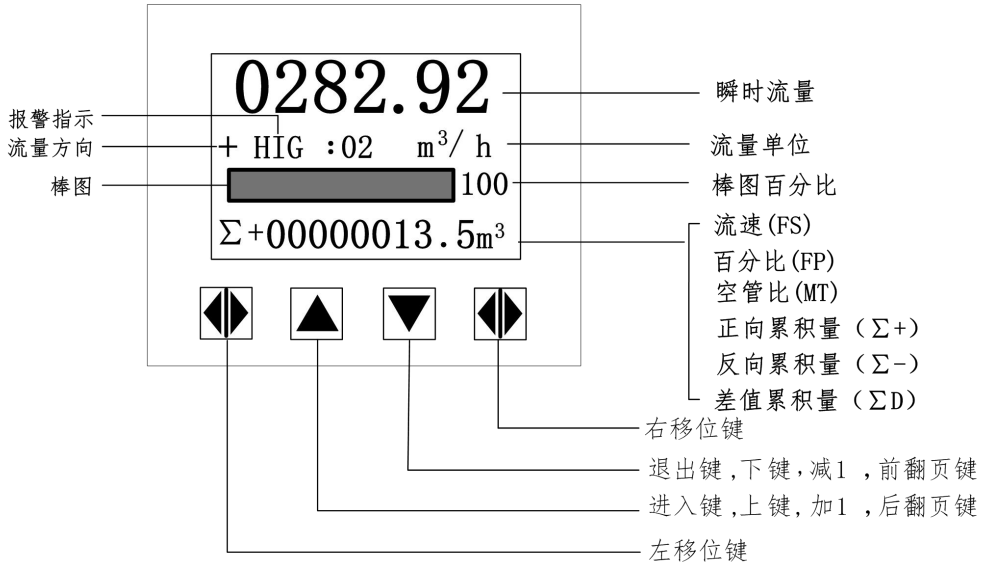 0282.92
瞬时流量
报警指示
流量方向
+ HIG :02 m³/ h
流量单位
棒图
100
棒图百分比
Σ+00000013.5m³
流速(FS)
百分比(FP)
空管比(MT)
正向累积量（Σ+）
反向累积量（Σ-）
差值累积量（ΣD）
右移位键
退出键,下键,减1 ,前翻页键
进入键,上键,加1 ,后翻页键
左移位键